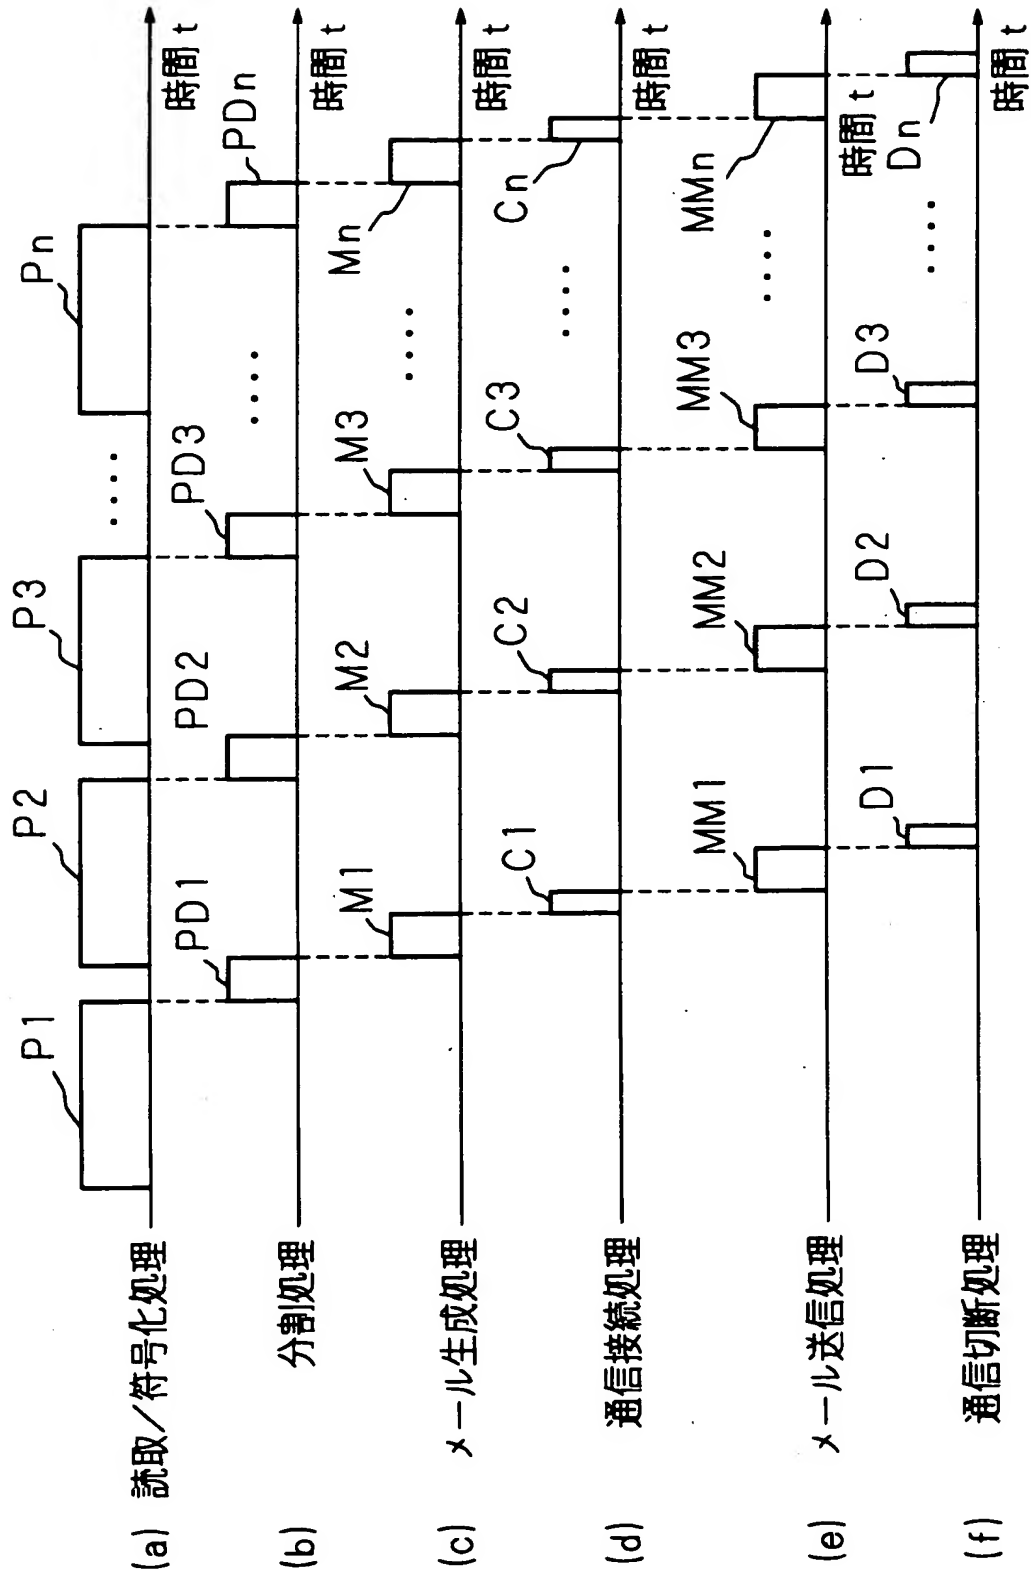 (a) 読取／符号化処理
P1
P2
P3
‥‥
Pn
時間 t
(b) 分割処理
PD1
PD2
PD3
‥‥
PDn
時間 t
(c) メール生成処理
M1
M2
M3
‥‥
Mn
時間 t
(d) 通信接続処理
C1
C2
C3
‥‥
Cn
時間 t
(e) メール送信処理
MM1
MM2
MM3
‥‥
MMn
時間 t
(f) 通信切断処理
D1
D2
D3
‥‥
Dn
時間 t